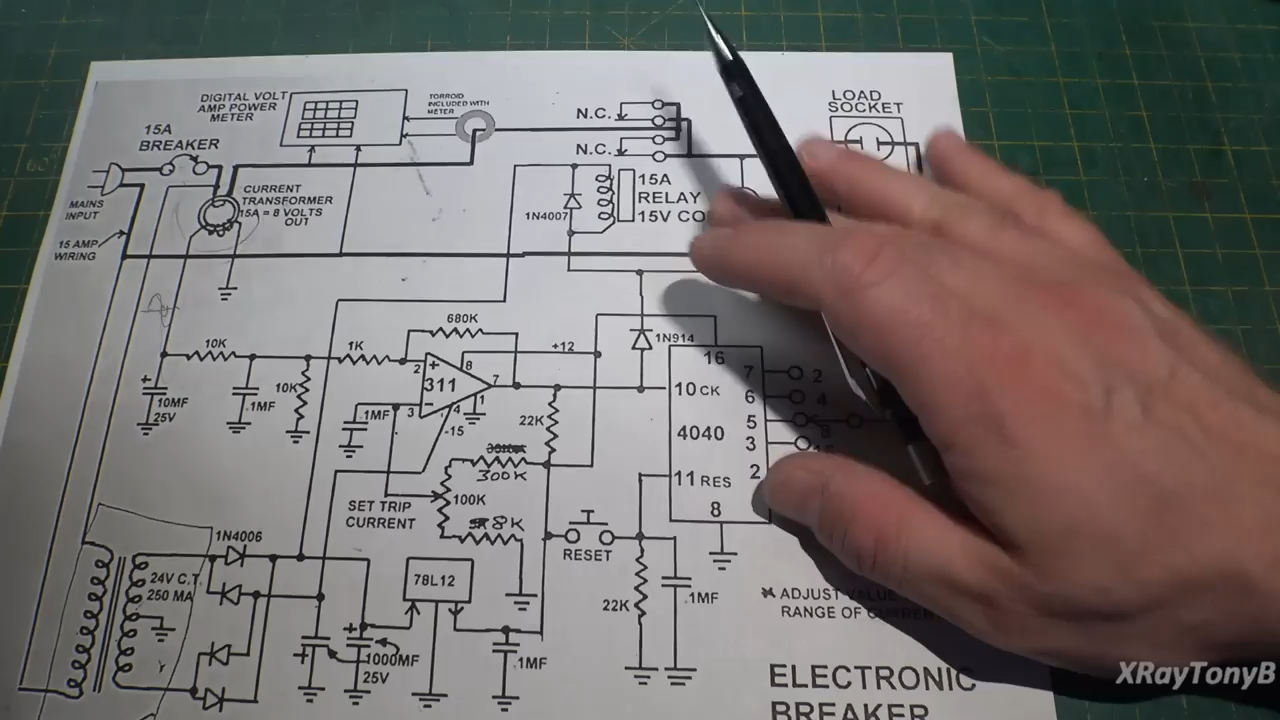 DIGITAL VOLT
AMP POWER
METER
TORROID
INCLUDED WITH
METER
N.C.
N.C.
LOAD
SOCKET
15A
BREAKER
MAINS
INPUT
CURRENT
TRANSFORMER
15A = 8 VOLTS
OUT
15 AMP
WIRING
1N4007
15A
RELAY
15V
680K
10K
1K
+12
1N914
10K
2
+
8
311
7
3
-
4
1
-15
.1MF
.1MF
+
10MF
25V
22K
16
10 CK
4040
11 RES
8
7
6
5
3
2
2
4
8
300K
100K
8K
SET TRIP
CURRENT
RESET
1N4006
24V C.T.
250 MA
78L12
+
+
1000MF
25V
.1MF
22K
.1MF
* ADJUST VALUE
RANGE OF
ELECTRONIC
BREAKER
XRayTonyB